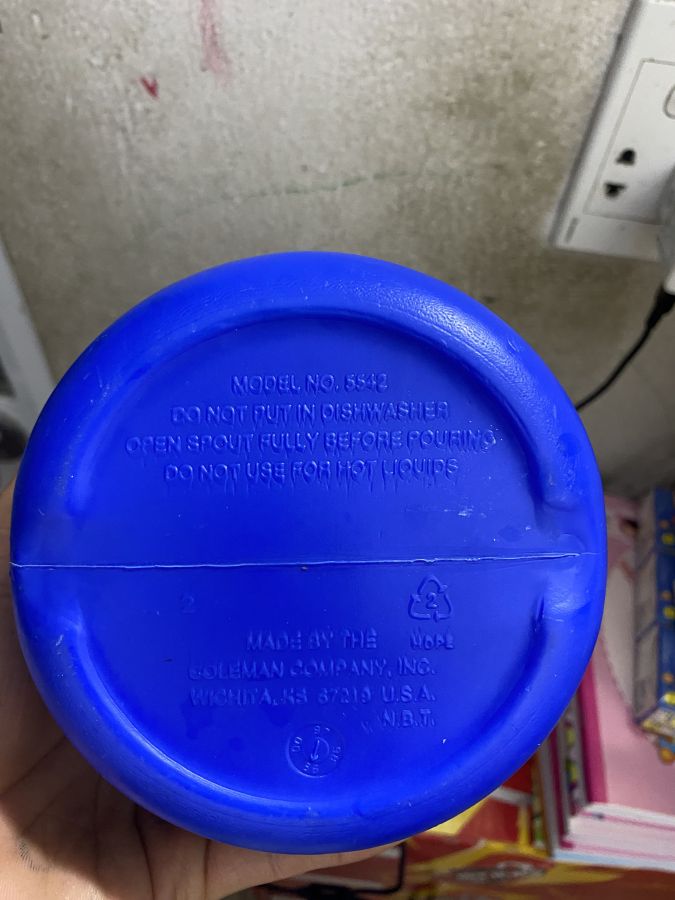 MODEL NO. 5542
DO NOT PUT IN DISHWASHER
OPEN SPOUT FULLY BEFORE POURING
DO NOT USE FOR HOT LIQUIDS
2
2
HDPE
MADE BY THE
COLEMAN COMPANY, INC.
WICHITA, KS 67219 U.S.A.
N.B.T.